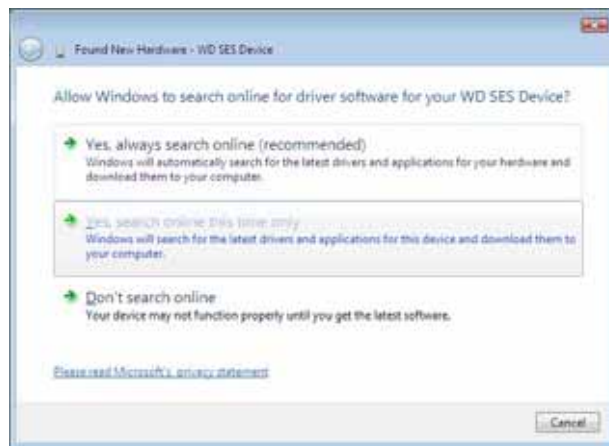 Found New Hardware - WD SES Device
Allow Windows to search online for driver software for your WD SES Device?
Yes, always search online (recommended)
Windows will automatically search for the latest drivers and applications for your hardware and
download them to your computer.
Yes, search online this time only
Windows will search for the latest drivers and applications for this device and download them to
your computer.
Don't search online
Your device may not function properly until you get the latest software.
Please read Microsoft's privacy statement
Cancel